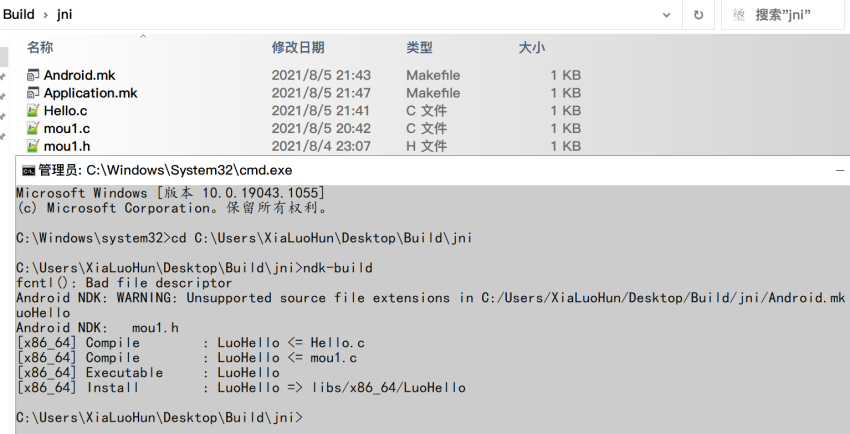 Build › jni
搜索"jni"
名称 修改日期 类型 大小
Android.mk 2021/8/5 21:43 Makefile 1 KB
Application.mk 2021/8/5 21:47 Makefile 1 KB
Hello.c 2021/8/5 21:41 C 文件 1 KB
mou1.c 2021/8/5 20:42 C 文件 1 KB
mou1.h 2021/8/4 23:07 H 文件 1 KB
管理员: C:\Windows\System32\cmd.exe
Microsoft Windows [版本 10.0.19043.1055]
(c) Microsoft Corporation。保留所有权利。
C:\Windows\system32>cd C:\Users\XiaLuoHun\Desktop\Build\jni
C:\Users\XiaLuoHun\Desktop\Build\jni>ndk-build
fcntl(): Bad file descriptor
Android NDK: WARNING: Unsupported source file extensions in C:/Users/XiaLuoHun/Desktop/Build/jni/Android.mk
uoHello
Android NDK:   mou1.h
[x86_64] Compile        : LuoHello <= Hello.c
[x86_64] Compile        : LuoHello <= mou1.c
[x86_64] Executable     : LuoHello
[x86_64] Install        : LuoHello => libs/x86_64/LuoHello
C:\Users\XiaLuoHun\Desktop\Build\jni>